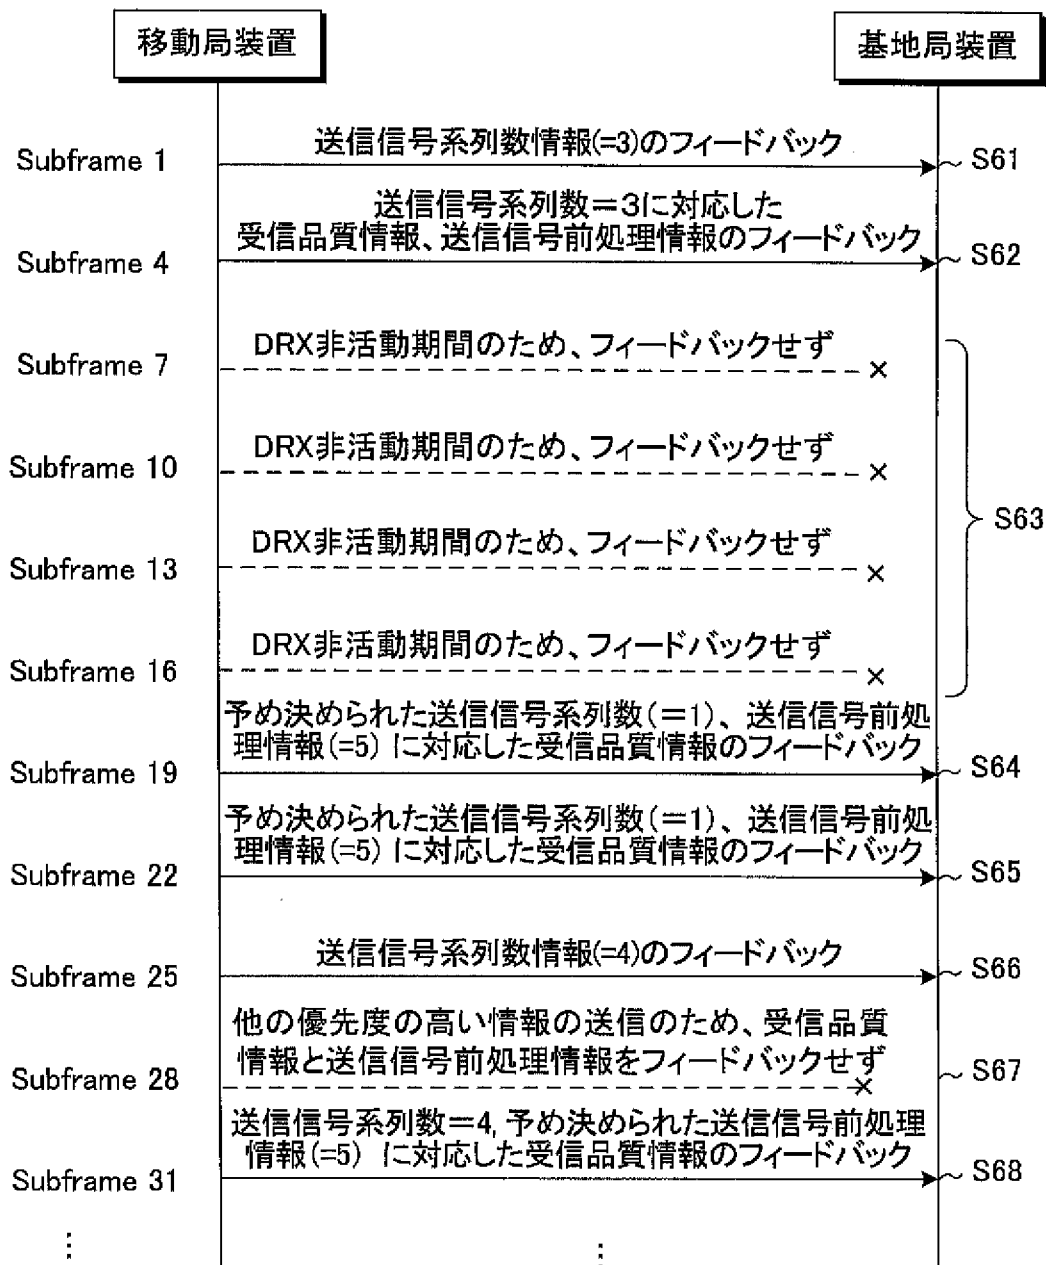 移動局装置
基地局装置
Subframe 1
送信信号系列数情報(=3)のフィードバック
S61
送信信号系列数=3に対応した
受信品質情報、送信信号前処理情報のフィードバック
Subframe 4
S62
DRX非活動期間のため、フィードバックせず
Subframe 7
×
DRX非活動期間のため、フィードバックせず
Subframe 10
×
S63
DRX非活動期間のため、フィードバックせず
Subframe 13
×
DRX非活動期間のため、フィードバックせず
Subframe 16
×
予め決められた送信信号系列数(=1)、送信信号前処
理情報(=5) に対応した受信品質情報のフィードバック
Subframe 19
S64
予め決められた送信信号系列数(=1)、送信信号前処
理情報(=5) に対応した受信品質情報のフィードバック
Subframe 22
S65
送信信号系列数情報(=4)のフィードバック
Subframe 25
S66
他の優先度の高い情報の送信のため、受信品質
情報と送信信号前処理情報をフィードバックせず
Subframe 28
×
S67
送信信号系列数=4, 予め決められた送信信号前処理
情報(=5) に対応した受信品質情報のフィードバック
Subframe 31
S68
⋮
⋮